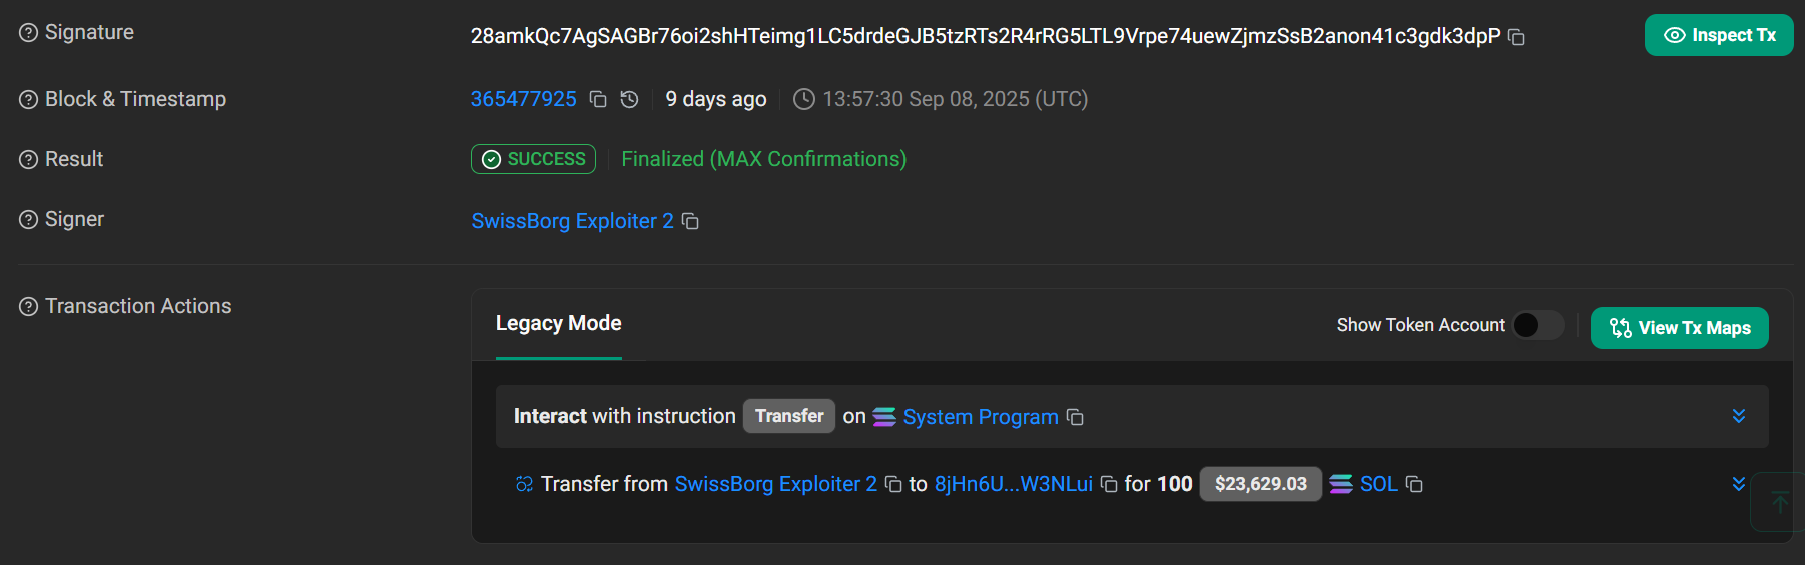 Signature 28amkQc7AgSAGBr76oi2shHTeimg1LC5drdeGJB5tzRTs2R4rRG5LTL9Vrpe74uewZjmzSsB2anon41c3gdk3dpP Inspect Tx
Block & Timestamp 365477925 9 days ago 13:57:30 Sep 08, 2025 (UTC)
Result SUCCESS Finalized (MAX Confirmations)
Signer SwissBorg Exploiter 2
Transaction Actions
Legacy Mode Show Token Account View Tx Maps
Interact with instruction Transfer on System Program
Transfer from SwissBorg Exploiter 2 to 8jHn6U...W3NLui for 100 $23,629.03 SOL